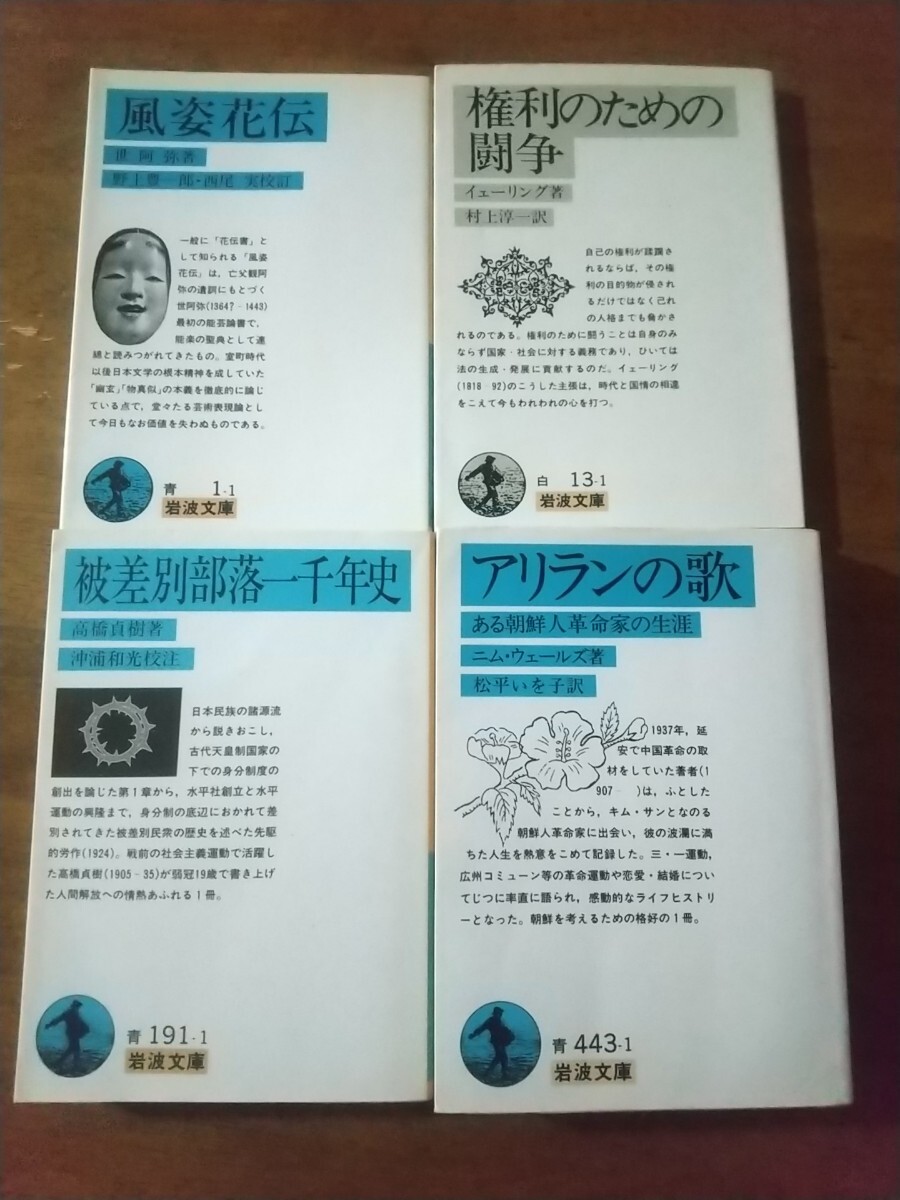 風姿花伝
世阿弥著
野上豊一郎・西尾 実校訂
一般に「花伝書」と
して知られる「風姿
花伝」は，亡父観阿
弥の遺訓にもとづく
世阿弥(1364?-1443)
最初の能芸論書で，
能楽の聖典として連
綿と読みつがれてきたもの。室町時代
以後日本文学の根本精神を成していた
「幽玄」「物真似」の本義を徹底的に論じ
ている点で，堂々たる芸術表現論とし
て今日もなお価値を失わぬものである。
青 1-1
岩波文庫
権利のための
闘争
イェーリング著
村上淳一訳
自己の権利が蹂躙さ
れるならば，その権
利の目的物が侵され
るだけではなく己れ
の人格までも脅かさ
れるのである。権利のために闘うことは自身のみ
ならず国家・社会に対する義務であり，ひいては
法の生成・発展に貢献するのだ。イェーリング
(1818-92)のこうした主張は，時代と国情の相違
をこえて今もわれわれの心を打つ。
白 13-1
岩波文庫
被差別部落一千年史
高橋貞樹著
沖浦和光校注
日本民族の諸源流
から説きおこし，
古代天皇制国家の
下での身分制度の
創出を論じた第1章から，水平社創立と水平
運動の興隆まで，身分制の底辺におかれて差
別されてきた被差別民衆の歴史を述べた先駆
的労作(1924)。戦前の社会主義運動で活躍し
た高橋貞樹(1905-35)が弱冠19歳で書き上げ
た人間解放への情熱あふれる1冊。
青 191-1
岩波文庫
アリランの歌
ある朝鮮人革命家の生涯
ニム・ウェールズ著
松平いを子訳
1937年，延
安で中国革命の取
材をしていた著者(1
907- )は，ふとした
ことから，キム・サンとなのる
朝鮮人革命家に出会い，彼の波瀾に満
ちた人生を熱意をこめて記録した。三・一運動，
広州コミューン等の革命運動や恋愛・結婚につい
てじつに率直に語られ，感動的なライフヒストリ
ーとなった。朝鮮を考えるための格好の1冊。
青 443-1
岩波文庫